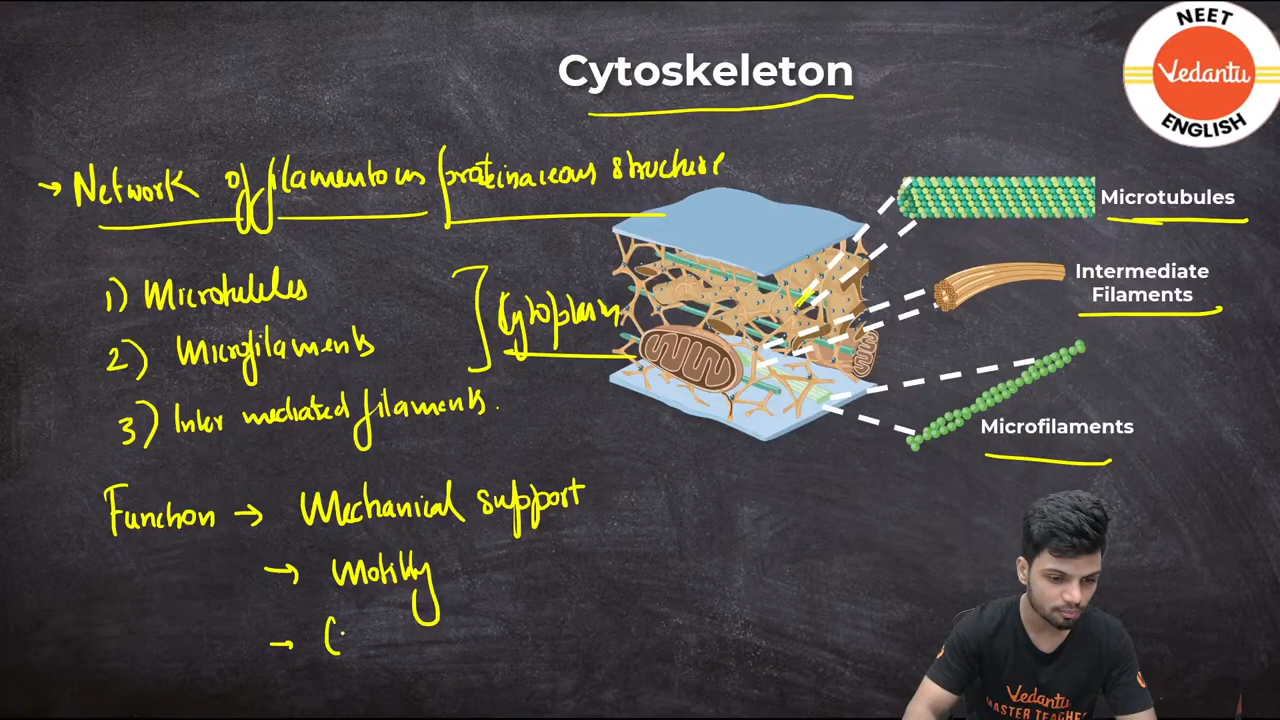 Cytoskeleton
NEET
Vedantu
ENGLISH
→ Network of filamentous proteinaceous structure
Microtubules
Intermediate
Filaments
Microfilaments
1) Microtubules
2) Microfilaments
3) Inter mediated filaments.
Cytoplasm
Function → Mechanical support
→ Motility
→ (
Vedantu
MASTER TEACHER